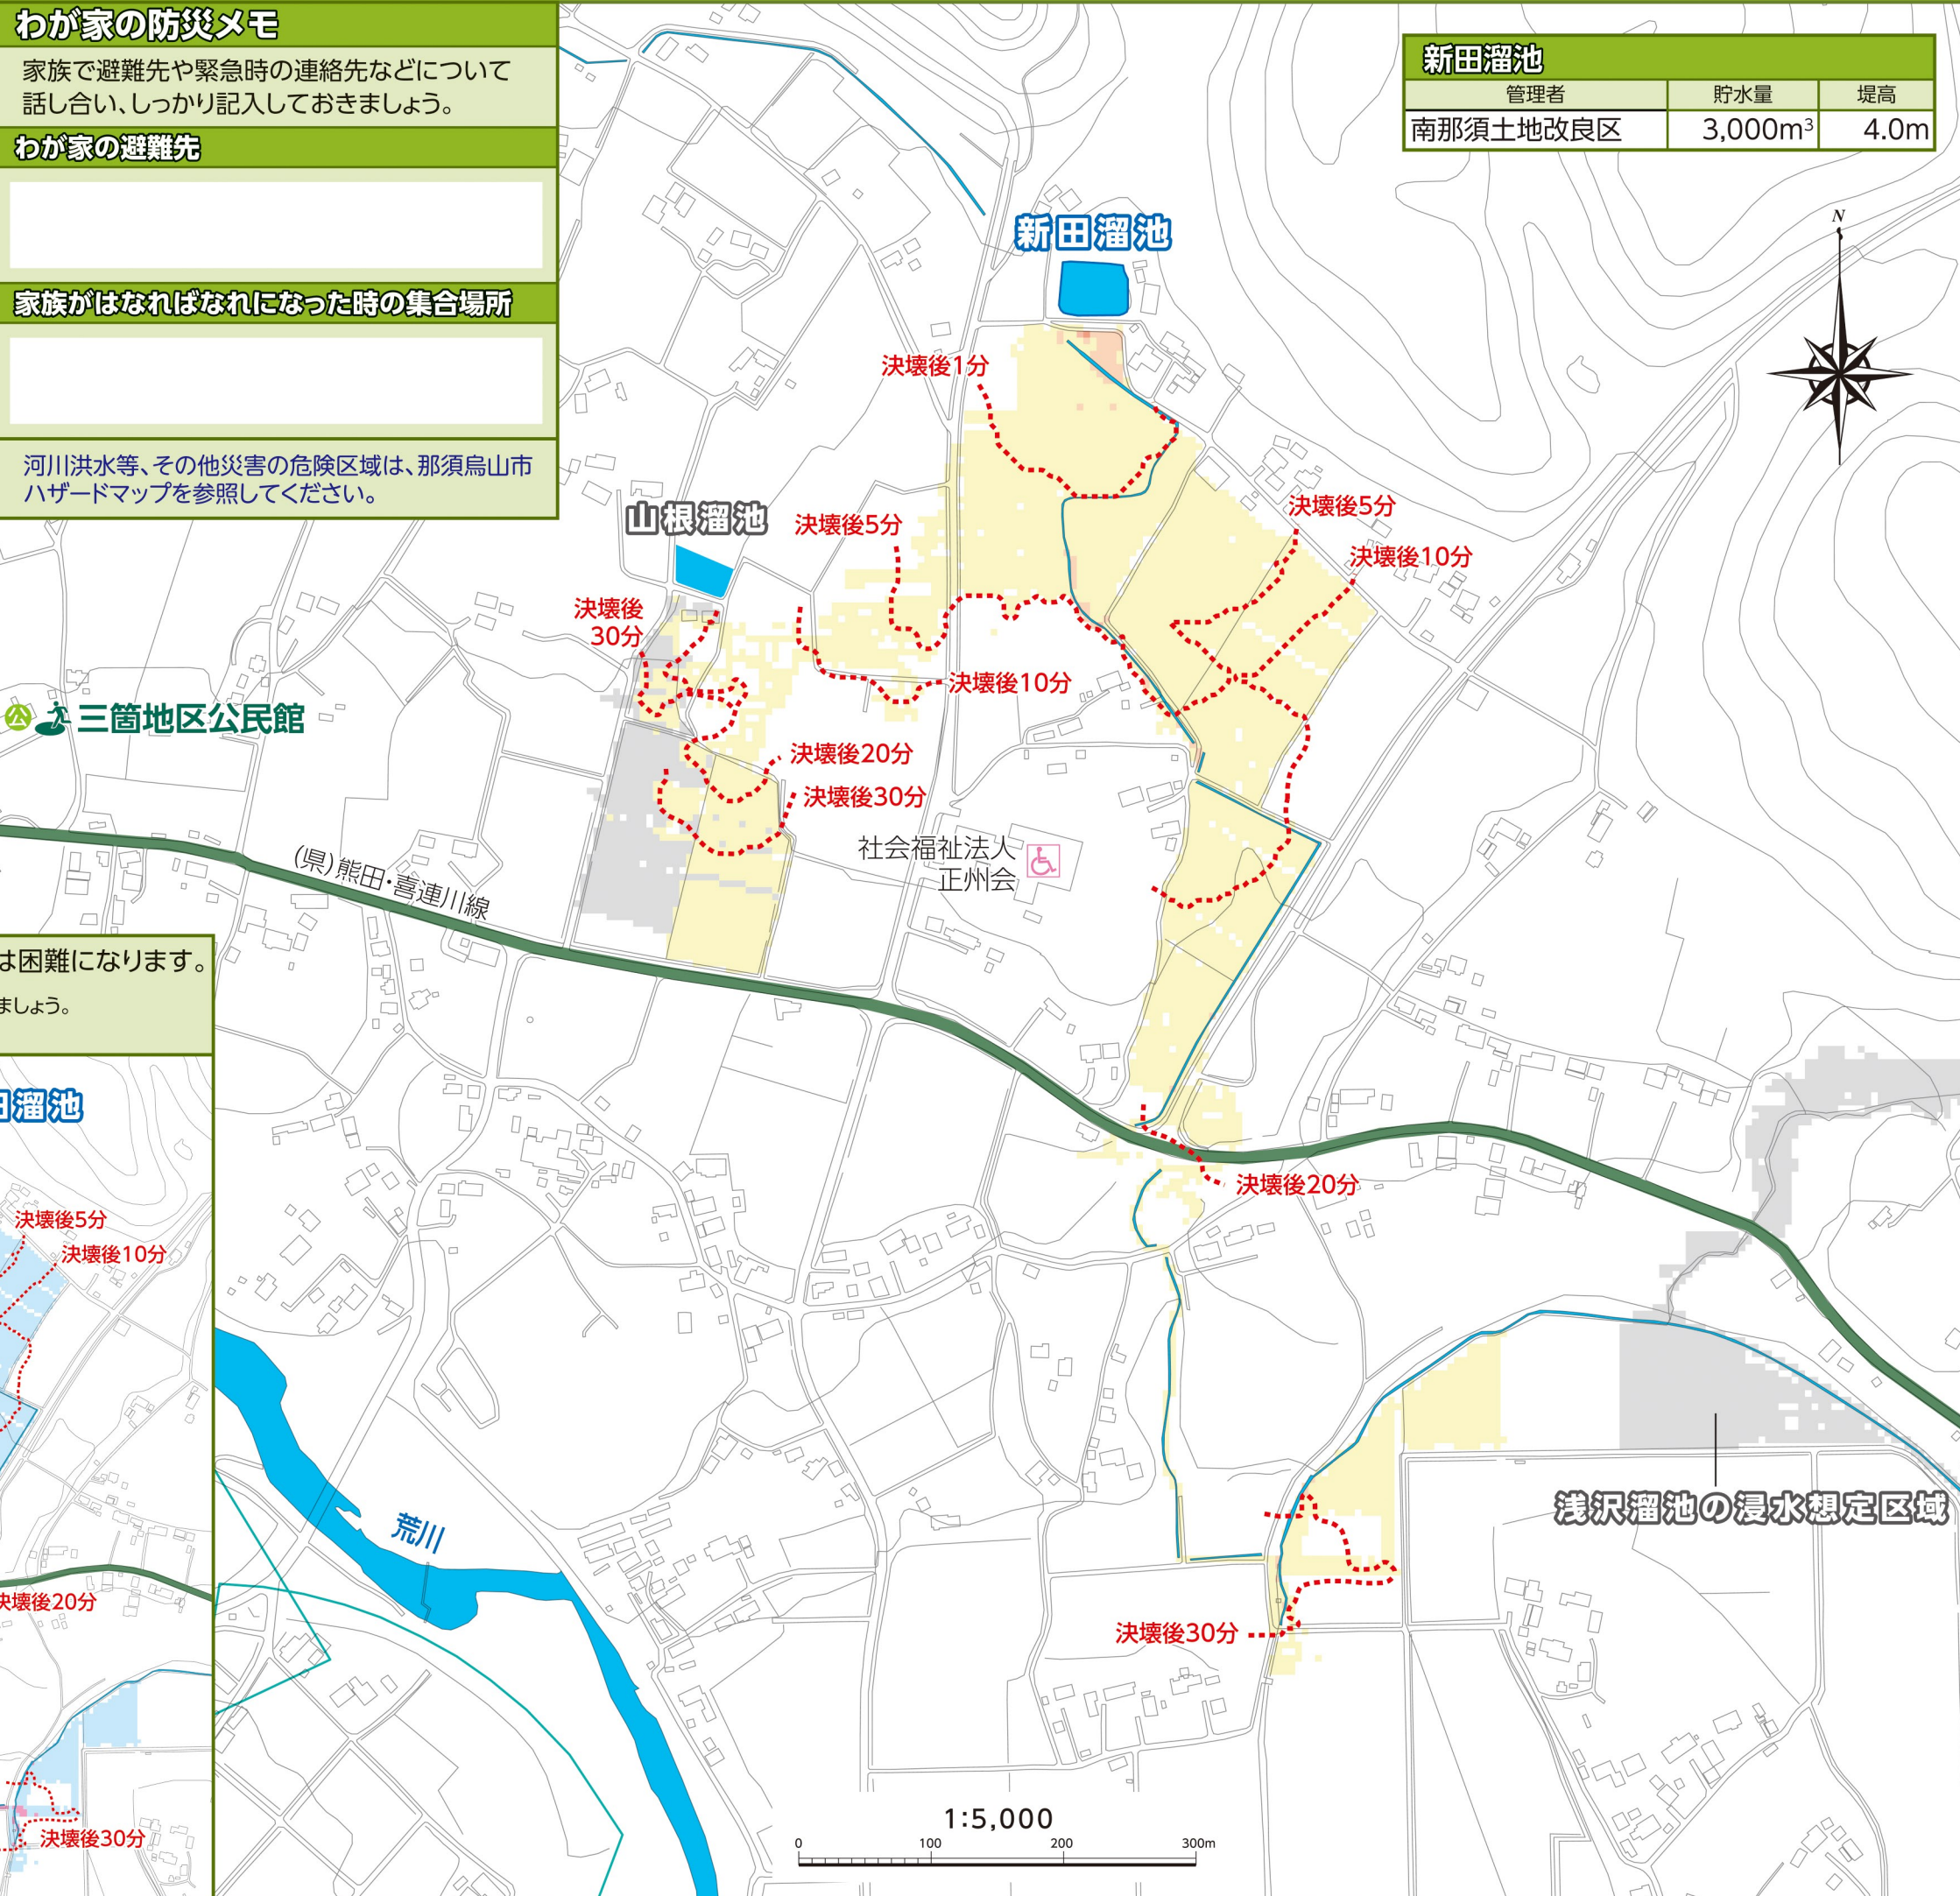 わが家の防災メモ
家族で避難先や緊急時の連絡先などについて
話し合い、しっかり記入しておきましょう。
わが家の避難先
家族がはなればなれになった時の集合場所
河川洪水等、その他災害の危険区域は、那須烏山市
ハザードマップを参照してください。
新田溜池
管理者 貯水量 堤高
南那須土地改良区 3,000m³ 4.0m
N
新田溜池
決壊後1分
山根溜池
決壊後5分
決壊後5分
決壊後10分
決壊後
30分
決壊後10分
三箇地区公民館
公
決壊後20分
決壊後30分
社会福祉法人
正州会
(県)熊田・喜連川線
は困難になります。
ましょう。
田溜池
決壊後5分
決壊後10分
決壊後20分
決壊後30分
決壊後20分
荒川
浅沢溜池の浸水想定区域
決壊後30分
1:5,000
0 100 200 300m